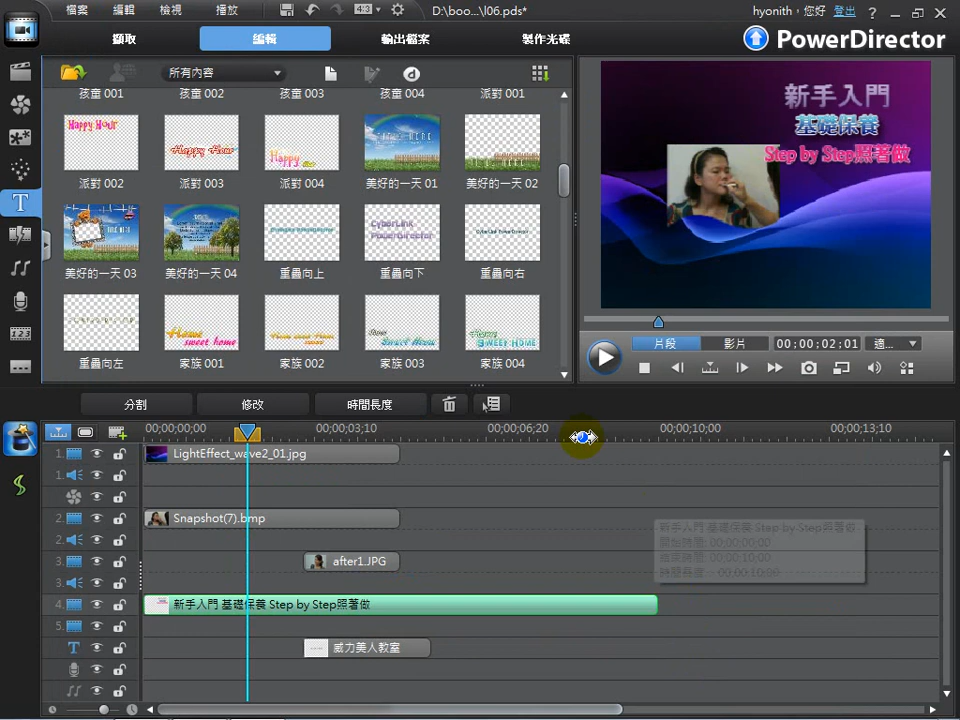 檔案 編輯 檢視 播放 4:3 D:\boo...\l06.pds* hyonith，您好 登出 ?
擷取 編輯 輸出檔案 製作光碟 PowerDirector
所有內容
孩童 001 孩童 002 孩童 003 孩童 004 派對 001
Happy Hour
派對 002 派對 003 派對 004 美好的一天 01 美好的一天 02
CyberLink
PowerDirector
美好的一天 03 美好的一天 04 重疊向上 重疊向下 重疊向右
Home sweet home
重疊向左 家族 001 家族 002 家族 003 家族 004
新手入門
基礎保養
Step by Step照著做
片段 影片 00;00;02;01 適...
分割 修改 時間長度
00;00;00;00 00;00;03;10 00;00;06;20 00;00;10;00 00;00;13;10
1. LightEffect_wave2_01.jpg
1.
2. Snapshot(7).bmp
2.
3. after1.JPG
3.
4. 新手入門 基礎保養 Step by Step照著做
5.
T 威力美人教室
新手入門 基礎保養 Step by Step照著做
開始時間: 00;00;00;00
結束時間: 00;00;10;00
時間長度: 00;00;10;00